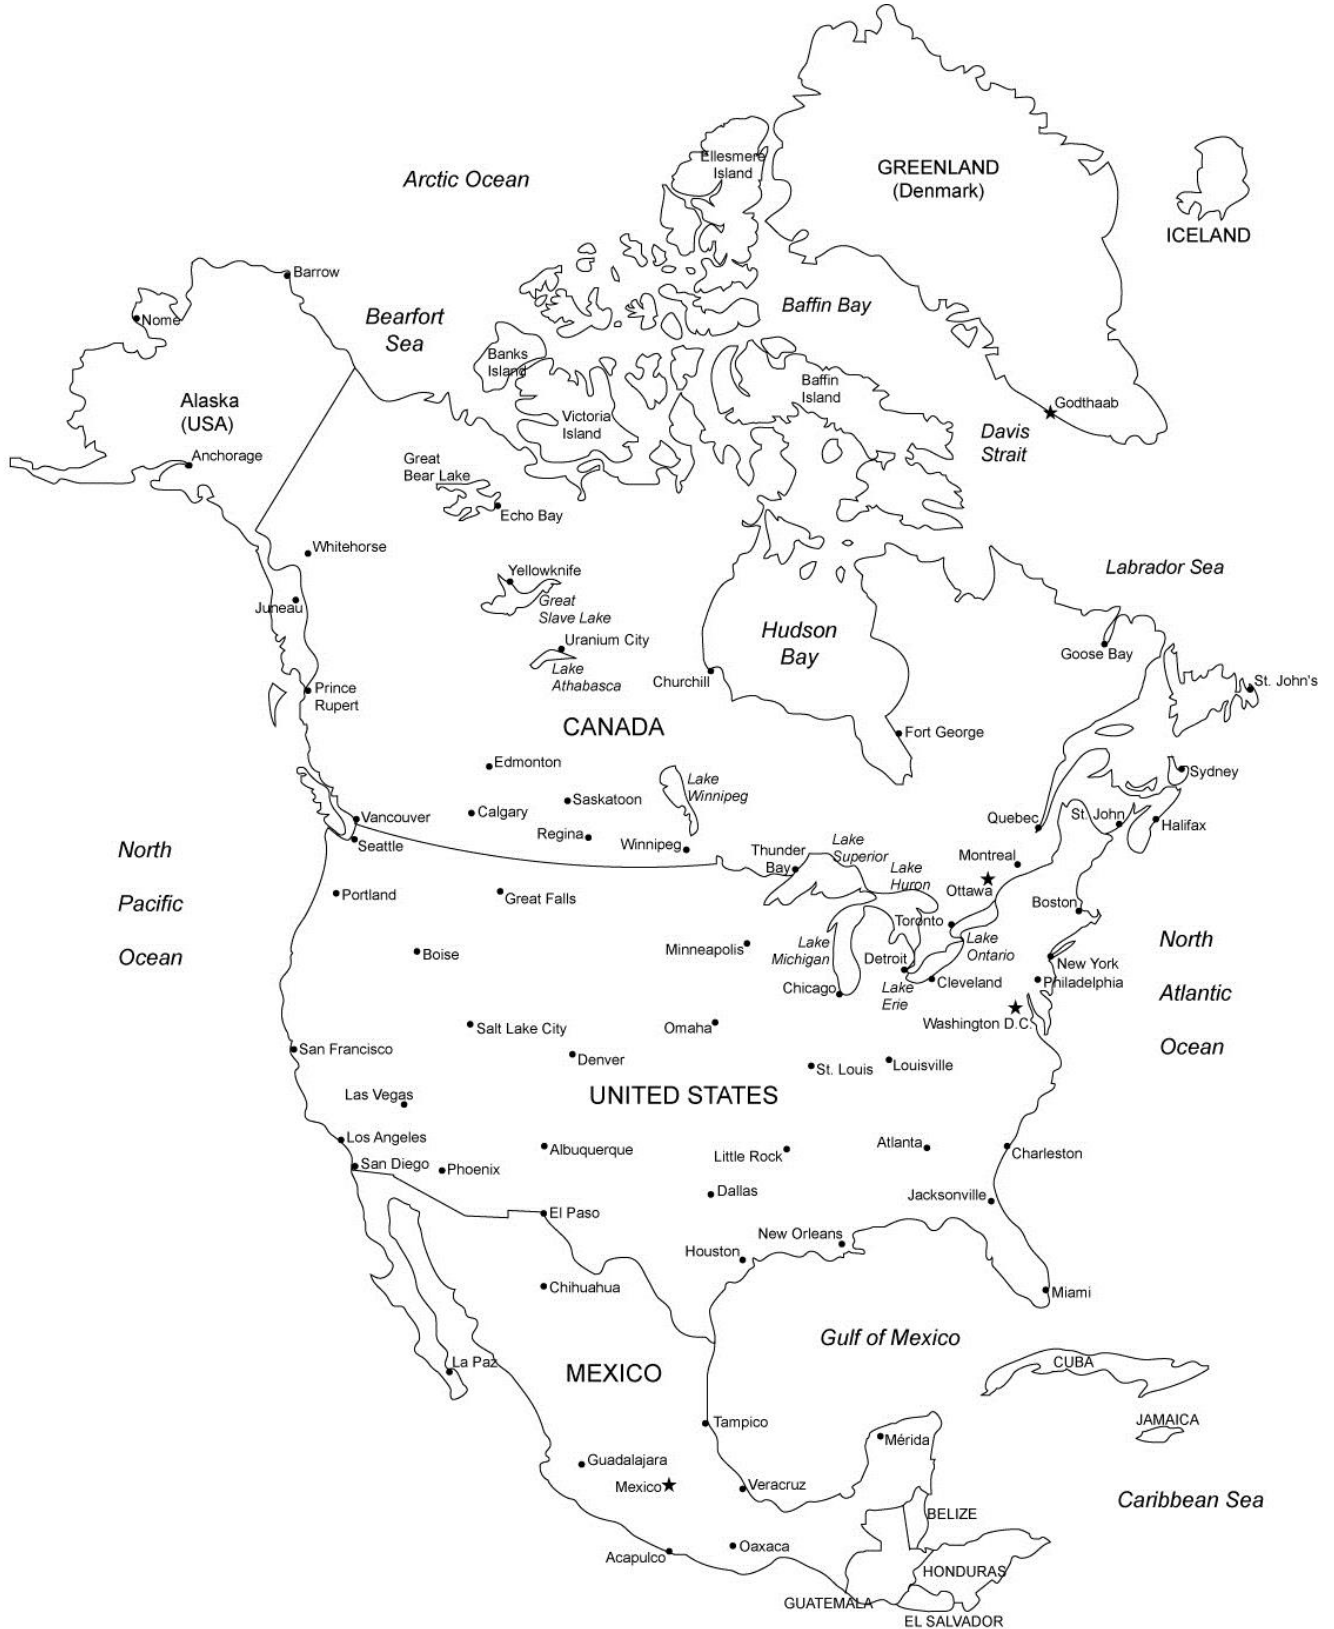 Ellesmere
Island
GREENLAND
(Denmark)
Arctic Ocean
ICELAND
Barrow
Nome
Bearfort
Sea
Baffin Bay
Banks
Island
Baffin
Island
Alaska
(USA)
Victoria
Island
Godthaab
Davis
Strait
Anchorage
Great
Bear Lake
Echo Bay
Whitehorse
Yellowknife
Great
Slave Lake
Labrador Sea
Juneau
Uranium City
Lake
Athabasca
Hudson
Bay
Goose Bay
Churchill
St. John's
Prince
Rupert
CANADA
Fort George
Edmonton
Lake
Winnipeg
Sydney
Saskatoon
Calgary
Vancouver
Regina
Winnipeg
Quebec
St. John
Halifax
Seattle
Thunder
Bay
Lake
Superior
Montreal
Lake
Huron
Ottawa
North
Pacific
Ocean
Portland
Great Falls
Boston
Toronto
Boise
Minneapolis
Lake
Michigan
Detroit
Lake
Ontario
North
Atlantic
Ocean
New York
Philadelphia
Chicago
Lake
Erie
Cleveland
Washington D.C.
Salt Lake City
Omaha
San Francisco
Denver
St. Louis
Louisville
UNITED STATES
Las Vegas
Los Angeles
Albuquerque
Little Rock
Atlanta
Charleston
San Diego
Phoenix
Dallas
Jacksonville
El Paso
New Orleans
Houston
Chihuahua
Miami
Gulf of Mexico
La Paz
MEXICO
CUBA
JAMAICA
Tampico
Mérida
Guadalajara
Mexico
Veracruz
Caribbean Sea
BELIZE
Oaxaca
Acapulco
HONDURAS
GUATEMALA
EL SALVADOR